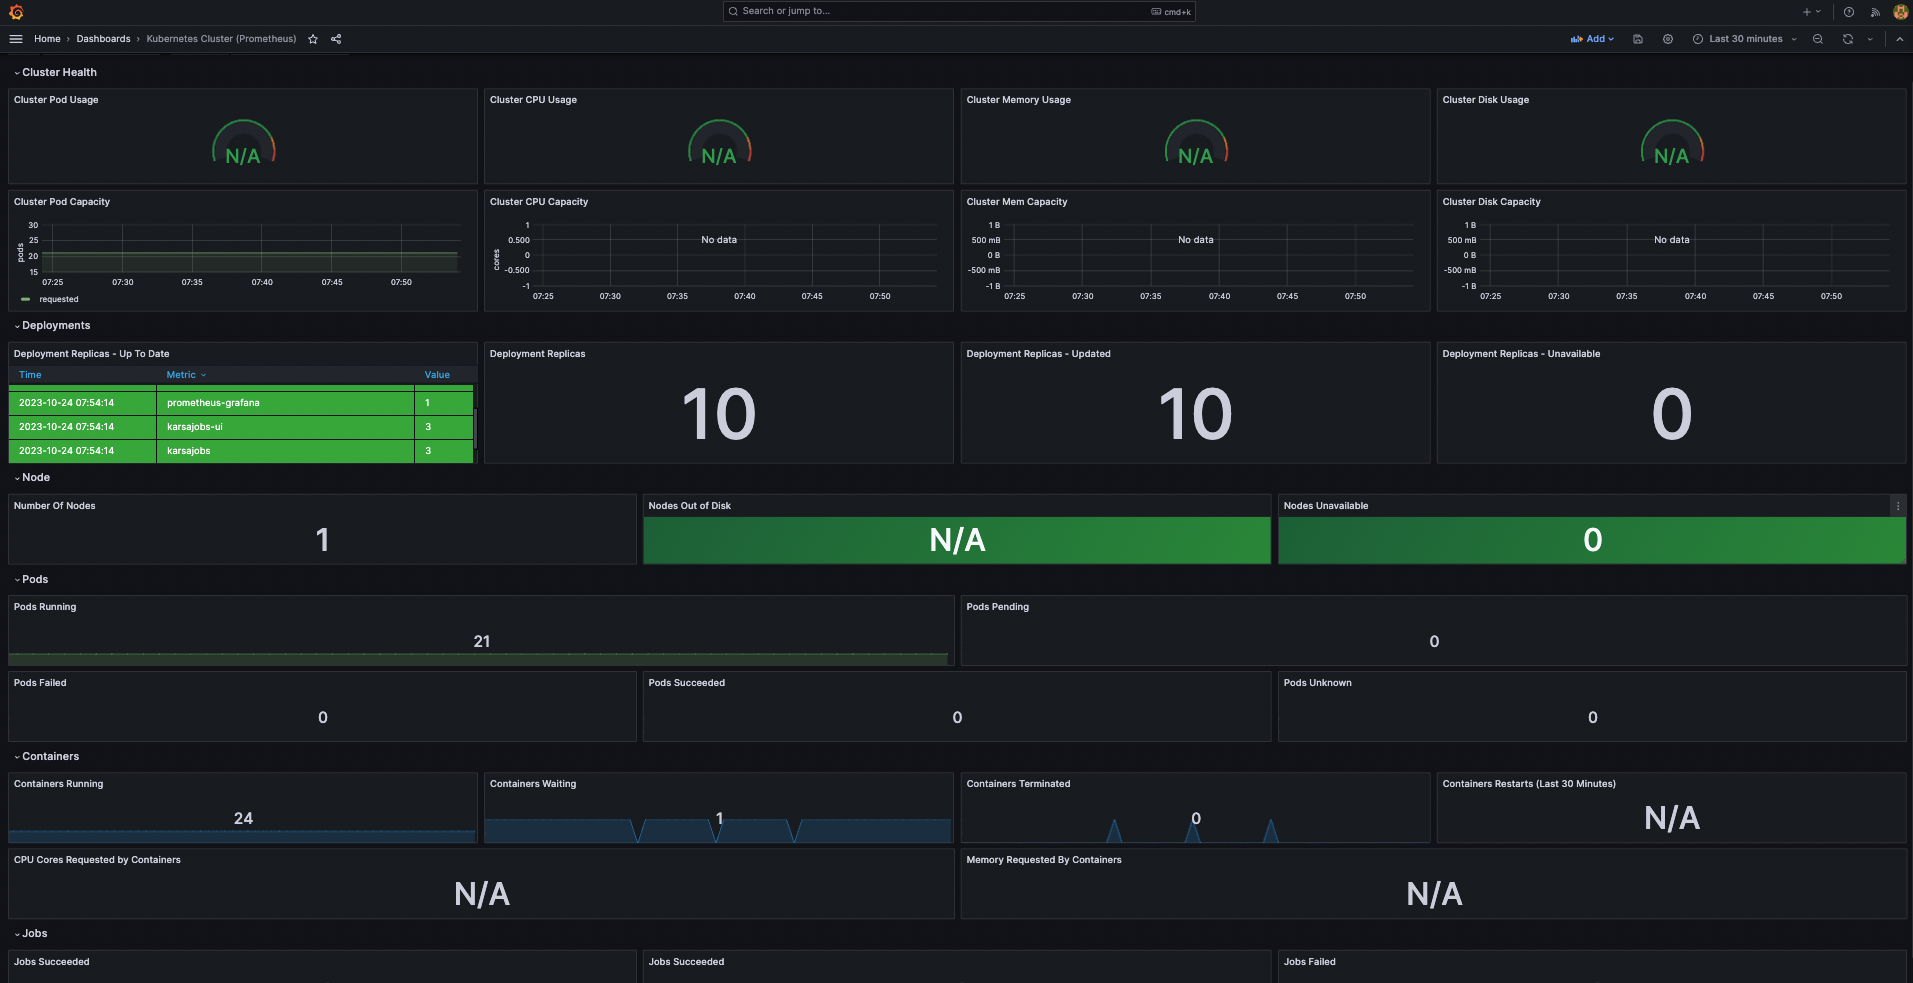 Search or jump to...
cmd+k
Home › Dashboards › Kubernetes Cluster (Prometheus)
Add
Last 30 minutes
Cluster Health
Cluster Pod Usage
N/A
Cluster CPU Usage
N/A
Cluster Memory Usage
N/A
Cluster Disk Usage
N/A
Cluster Pod Capacity
pods
30
25
20
15
07:25 07:30 07:35 07:40 07:45 07:50
requested
Cluster CPU Capacity
cores
1
0.500
0
-0.500
-1
No data
07:25 07:30 07:35 07:40 07:45 07:50
Cluster Mem Capacity
1 B
500 mB
0 B
-500 mB
-1 B
No data
07:25 07:30 07:35 07:40 07:45 07:50
Cluster Disk Capacity
1 B
500 mB
0 B
-500 mB
-1 B
No data
07:25 07:30 07:35 07:40 07:45 07:50
Deployments
Deployment Replicas - Up To Date
Time Metric Value
2023-10-24 07:54:14 prometheus-grafana 1
2023-10-24 07:54:14 karsajobs-ui 3
2023-10-24 07:54:14 karsajobs 3
Deployment Replicas
10
Deployment Replicas - Updated
10
Deployment Replicas - Unavailable
0
Node
Number Of Nodes
1
Nodes Out of Disk
N/A
Nodes Unavailable
0
Pods
Pods Running
21
Pods Pending
0
Pods Failed
0
Pods Succeeded
0
Pods Unknown
0
Containers
Containers Running
24
Containers Waiting
1
Containers Terminated
0
Containers Restarts (Last 30 Minutes)
N/A
CPU Cores Requested by Containers
N/A
Memory Requested By Containers
N/A
Jobs
Jobs Succeeded
Jobs Succeeded
Jobs Failed